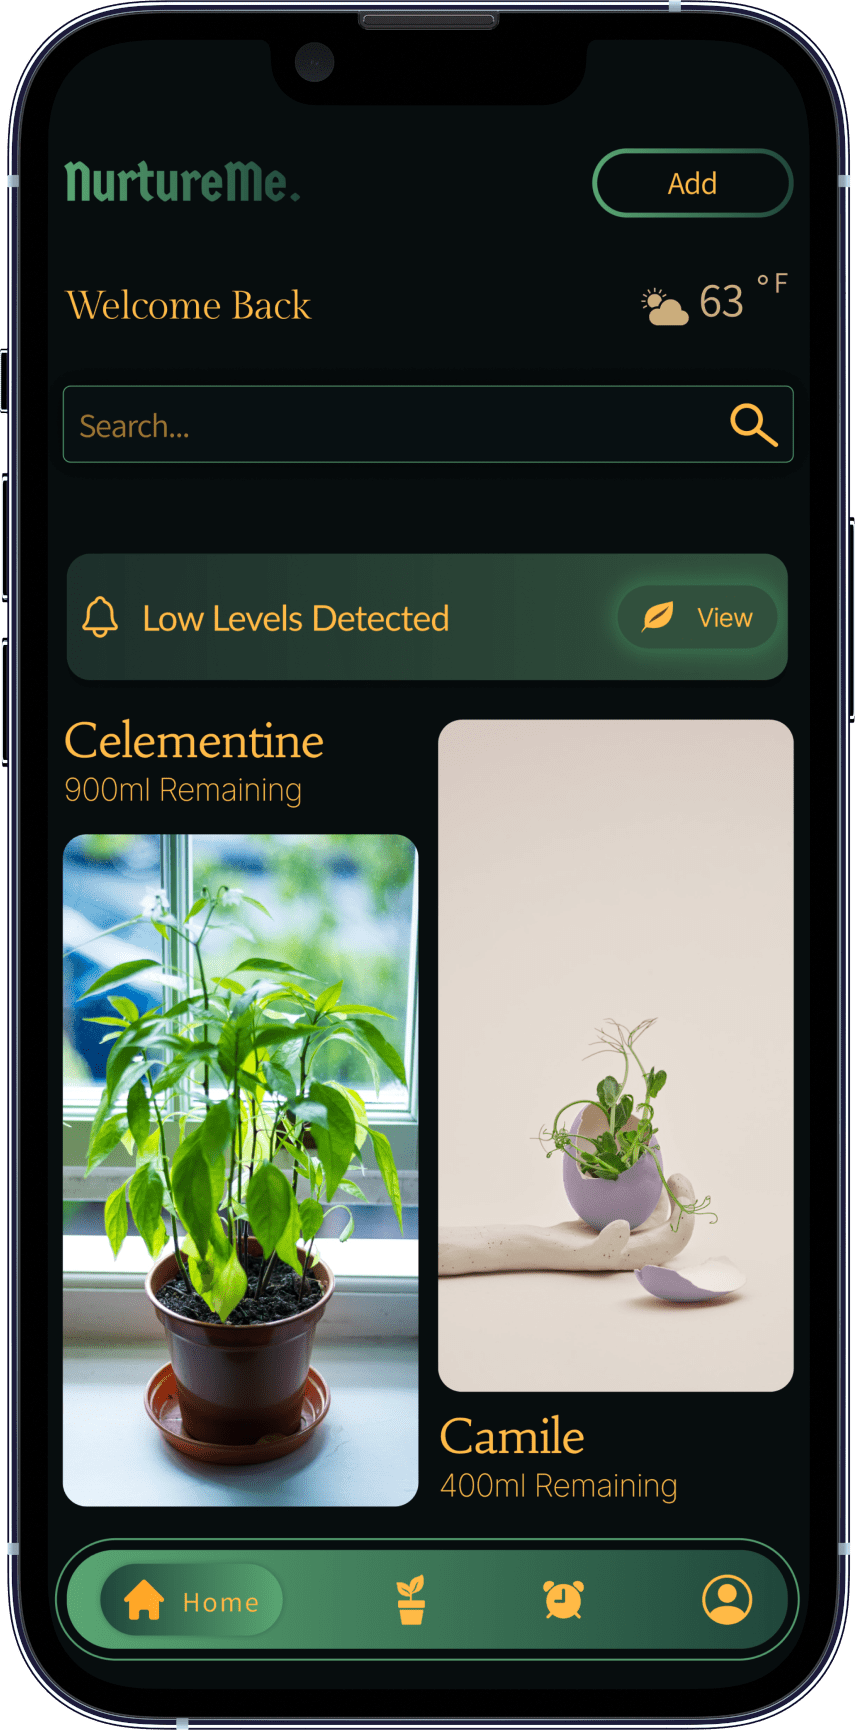 NurtureMe.
Add
Welcome Back
63 °F
Search...
Low Levels Detected
View
Celementine
900ml Remaining
Camile
400ml Remaining
Home